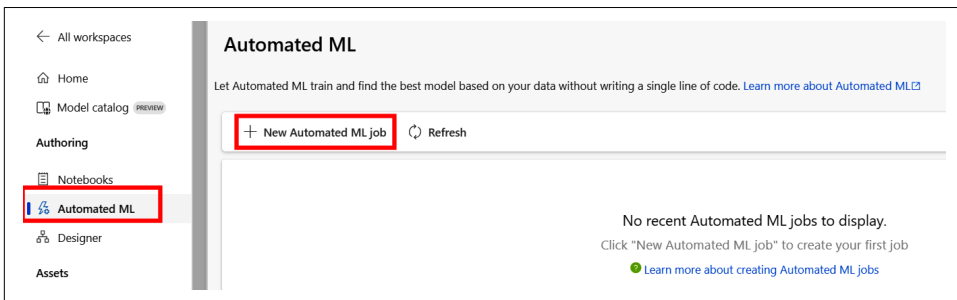 All workspaces
Home
Model catalog PREVIEW
Authoring
Notebooks
Automated ML
Designer
Assets
Automated ML
Let Automated ML train and find the best model based on your data without writing a single line of code. Learn more about Automated ML
+ New Automated ML job Refresh
No recent Automated ML jobs to display.
Click "New Automated ML job" to create your first job
Learn more about creating Automated ML jobs